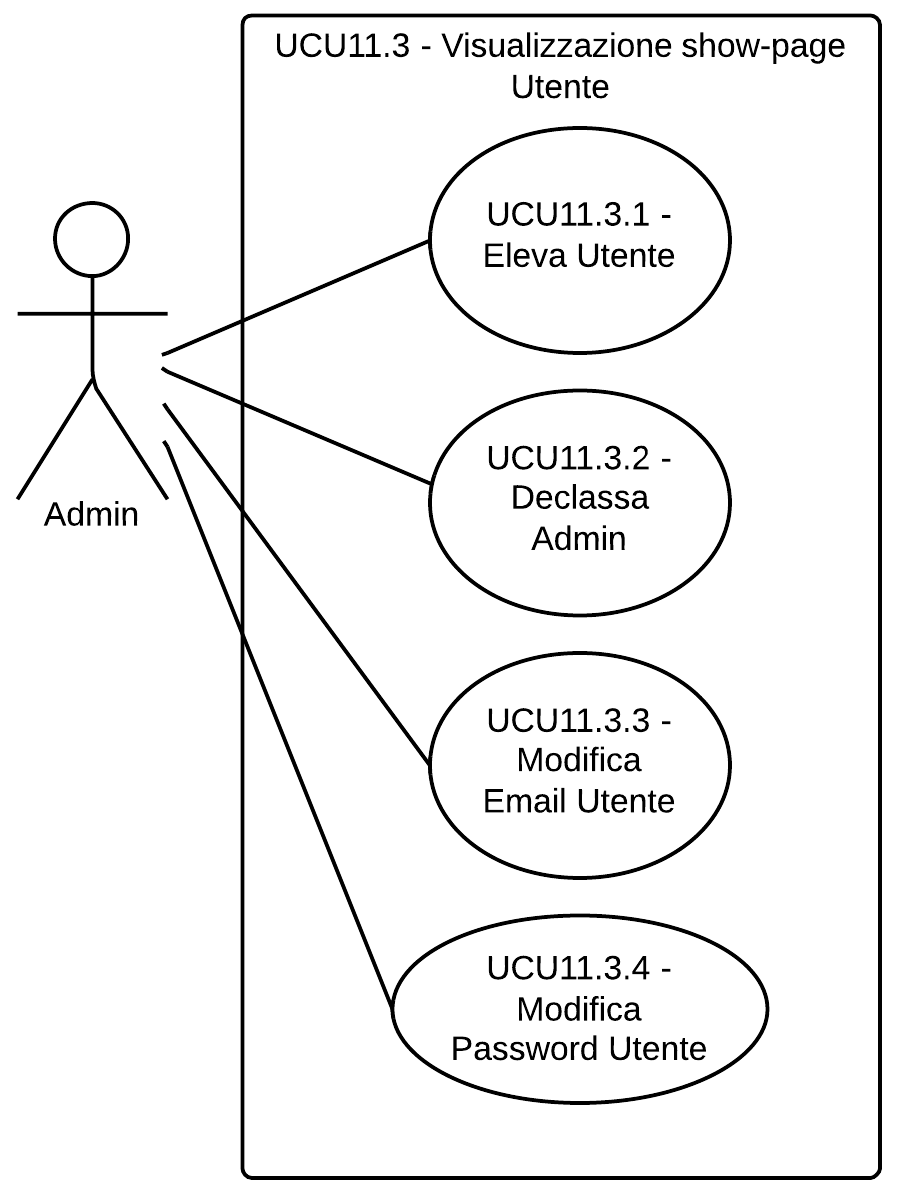 UCU11.3 - Visualizzazione show-page
Utente
UCU11.3.1 -
Eleva Utente
Admin
UCU11.3.2 -
Declassa
Admin
UCU11.3.3 -
Modifica
Email Utente
UCU11.3.4 -
Modifica
Password Utente